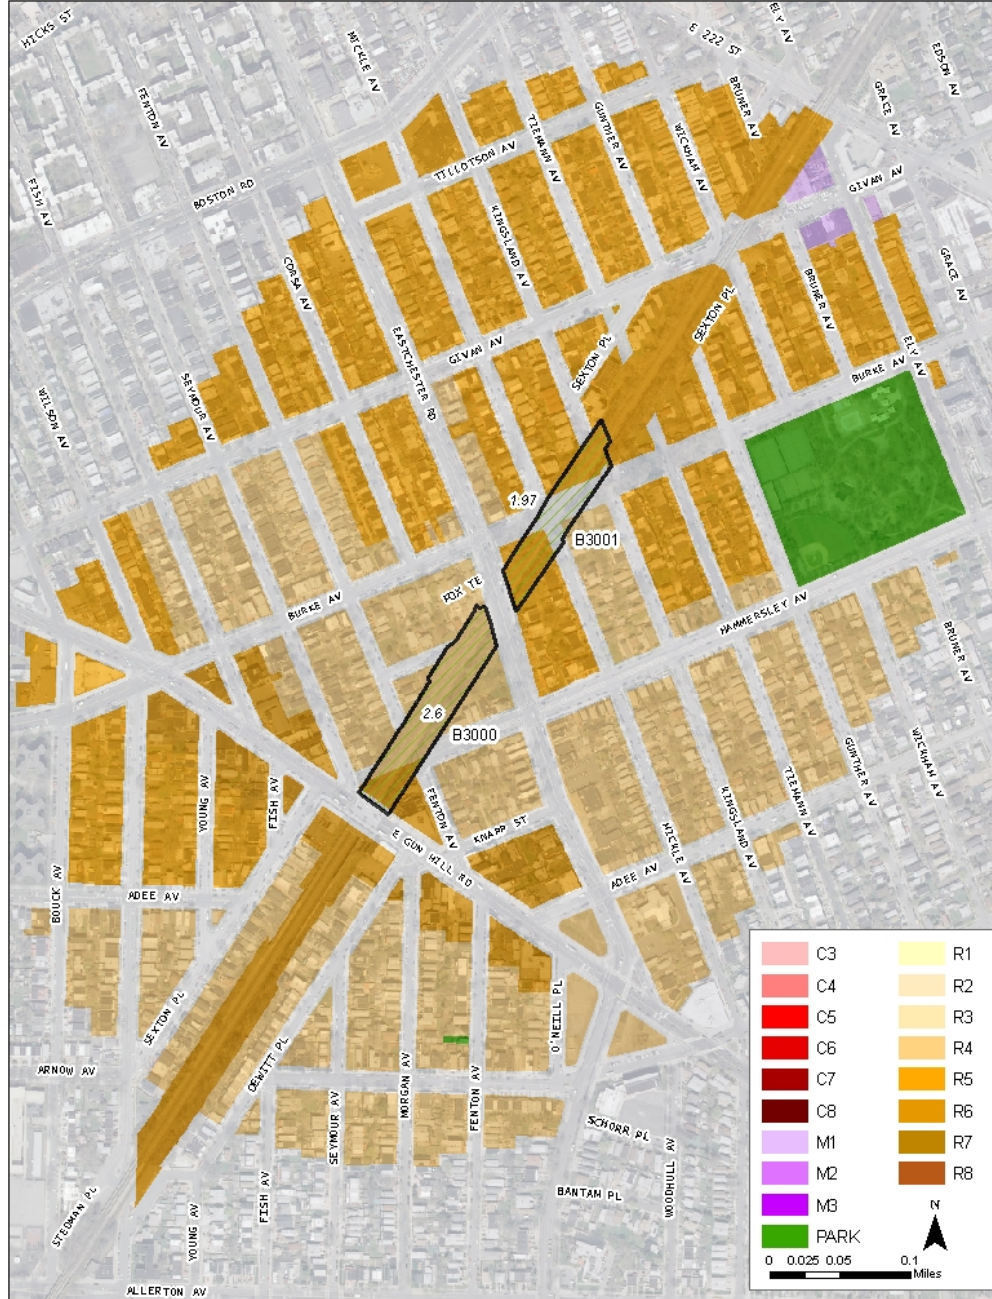 HICKS ST
MICKLE AV
E 222 ST
ELY AV
EDSON AV
FENTON AV
BRUNER AV
GRACE AV
GUNTHER AV
TIEMANN AV
WICKHAM AV
TILLOTSON AV
FISH AV
BOSTON RD
GIVAN AV
KINGSLAND AV
CORSA AV
GRACE AV
BRUNER AV
SEXTON PL
EASTCHESTER RD
GIVAN AV
SEXTON PL
ELY AV
BURKE AV
WILSON AV
SEYMOUR AV
1.97
B3001
FOX TE
BURKE AV
HAMMERSLEY AV
BRUNER AV
2.6
B3000
WICKHAM AV
GUNTHER AV
TIEMANN AV
KINGSLAND AV
YOUNG AV
FISH AV
FENTON AV
KNAPP ST
E GUN HILL RD
MICKLE AV
ADEE AV
BOUCK AV
ADEE AV
SEXTON PL
O'NEILL PL
DEWITT PL
ARNOW AV
MORGAN AV
FENTON AV
SEYMOUR AV
SCHORR PL
FISH AV
WOODHULL AV
BANTAM PL
STEDMAN PL
YOUNG AV
ALLERTON AV
C3
C4
C5
C6
C7
C8
M1
M2
M3
PARK
R1
R2
R3
R4
R5
R6
R7
R8
N
0 0.025 0.05 0.1
Miles